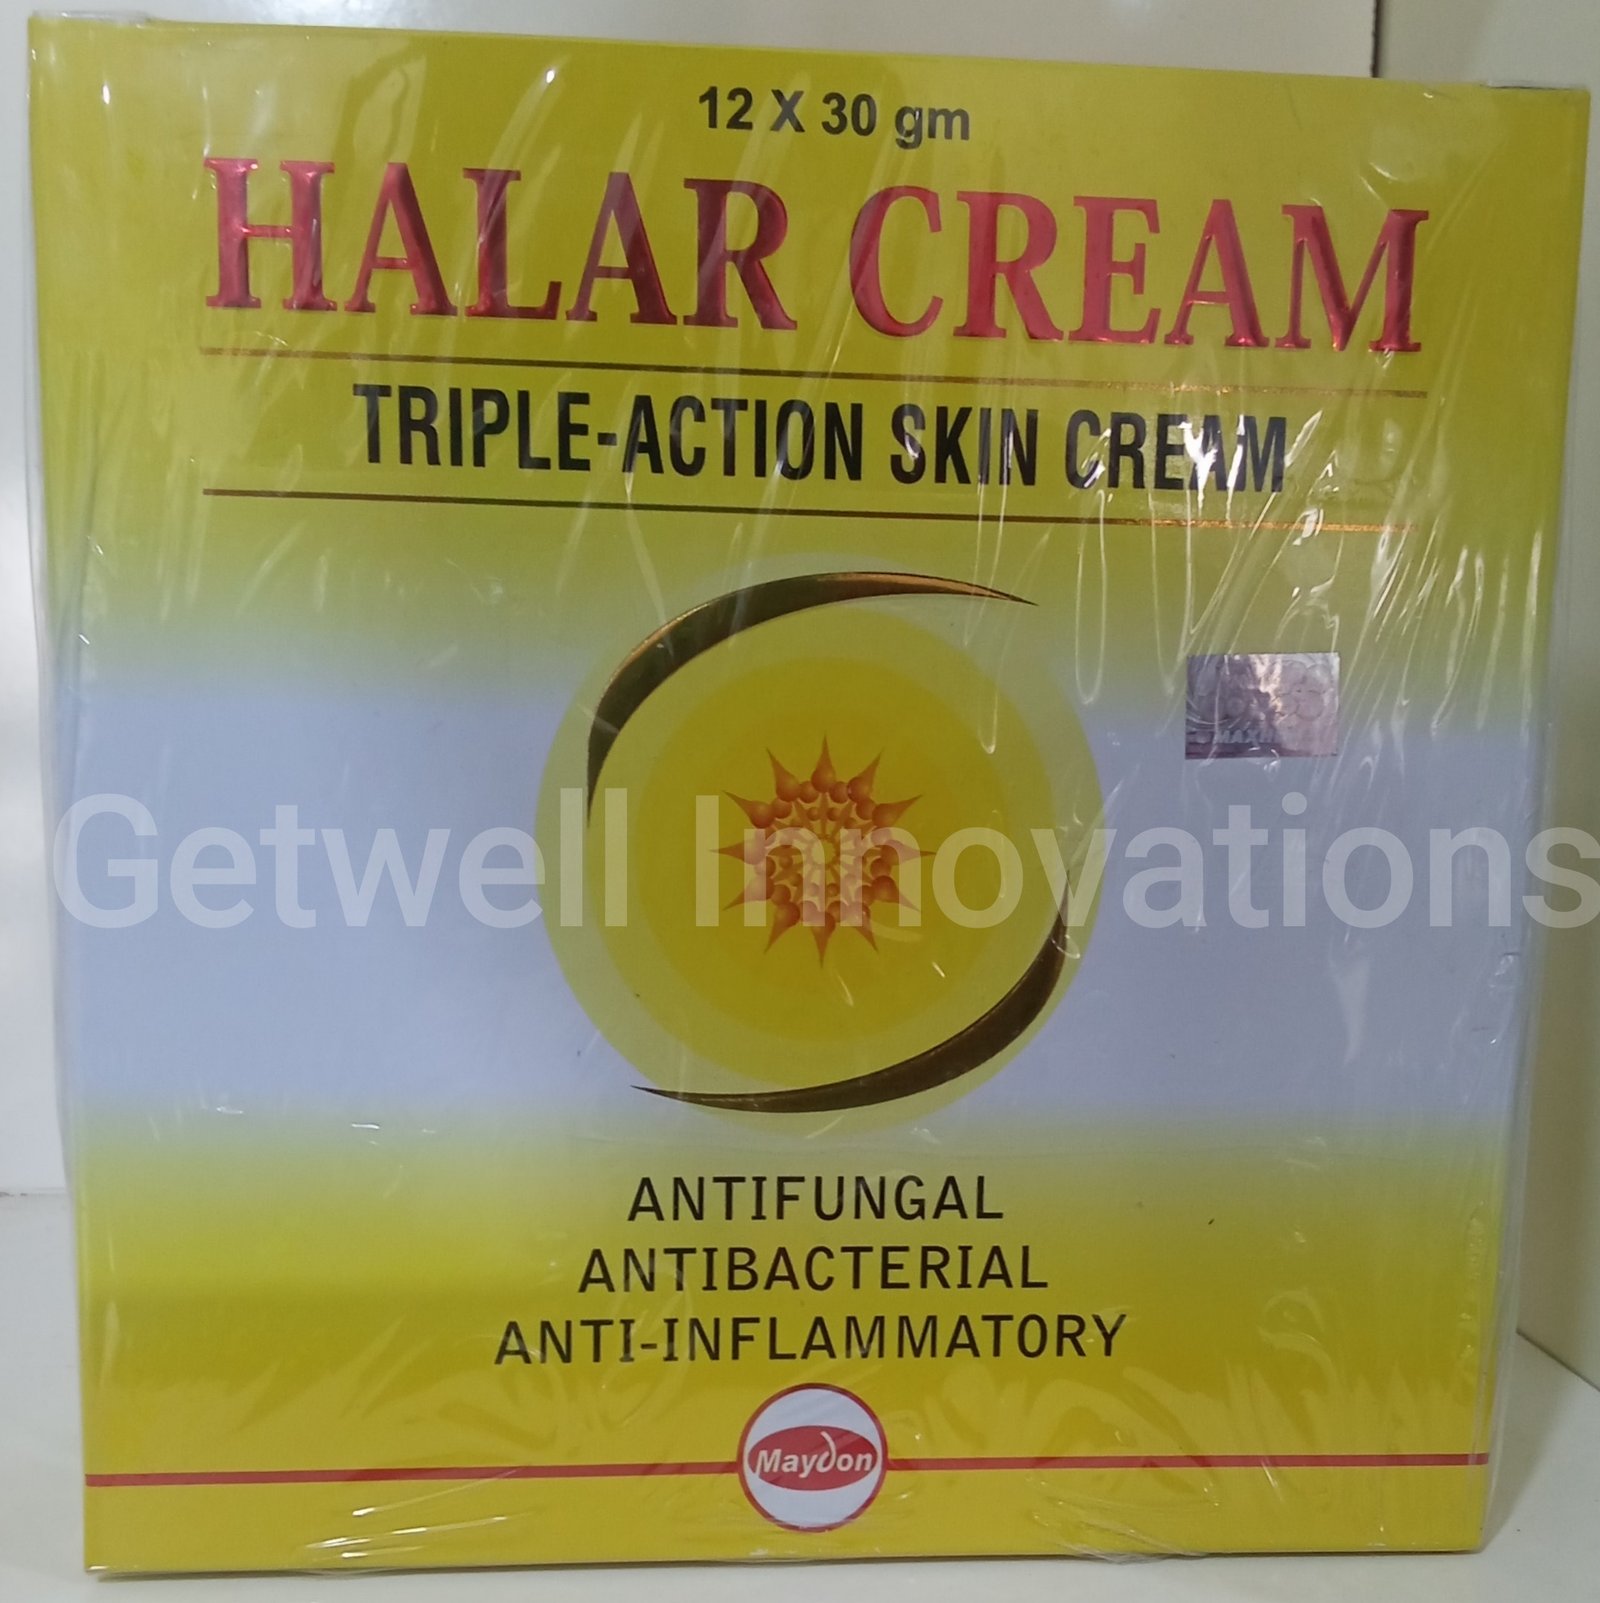 12 X 30 gm
HALAR CREAM
TRIPLE-ACTION SKIN CREAM
Getwell Innovations
ANTIFUNGAL
ANTIBACTERIAL
ANTI-INFLAMMATORY
Maydon